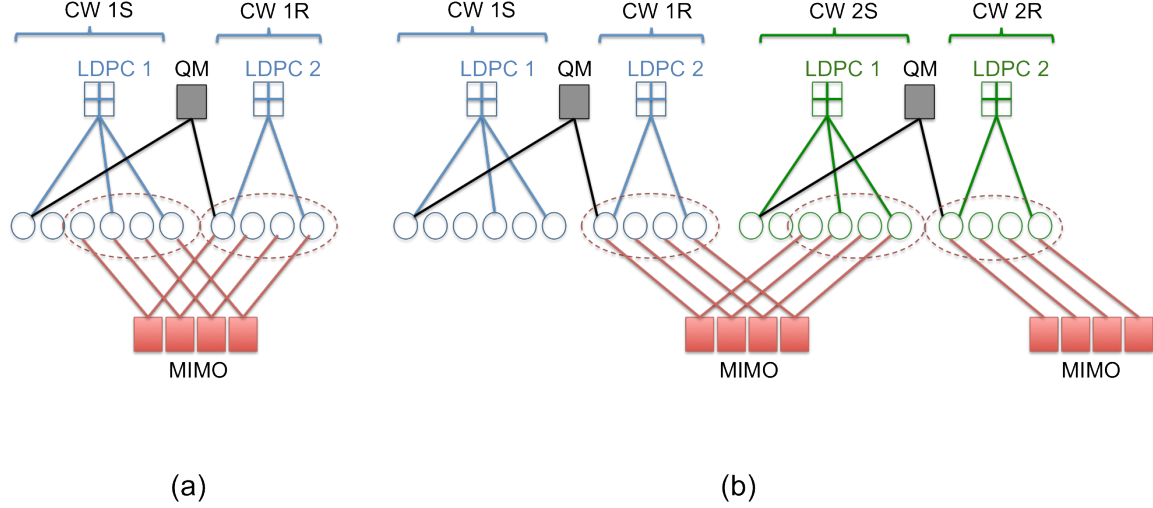 CW 1S CW 1R CW 1S CW 1R CW 2S CW 2R
LDPC 1 QM LDPC 2 LDPC 1 QM LDPC 2 LDPC 1 QM LDPC 2
MIMO MIMO MIMO
(a) (b)